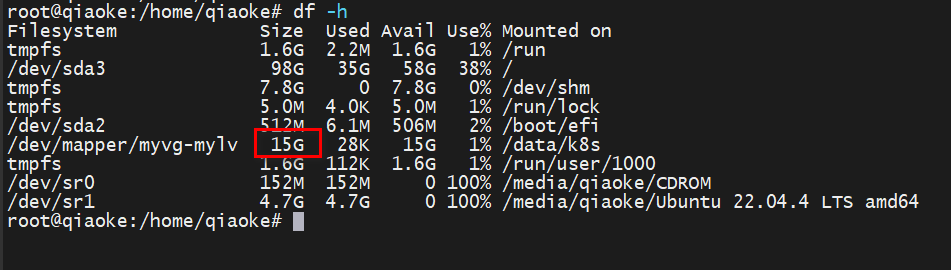 root@qiaoke:/home/qiaoke# df -h
Filesystem Size Used Avail Use% Mounted on
tmpfs 1.6G 2.2M 1.6G 1% /run
/dev/sda3 98G 35G 58G 38% /
tmpfs 7.8G 0 7.8G 0% /dev/shm
tmpfs 5.0M 4.0K 5.0M 1% /run/lock
/dev/sda2 512M 6.1M 506M 2% /boot/efi
/dev/mapper/myvg-mylv 15G 28K 15G 1% /data/k8s
tmpfs 1.6G 112K 1.6G 1% /run/user/1000
/dev/sr0 152M 152M 0 100% /media/qiaoke/CDROM
/dev/sr1 4.7G 4.7G 0 100% /media/qiaoke/Ubuntu 22.04.4 LTS amd64
root@qiaoke:/home/qiaoke#